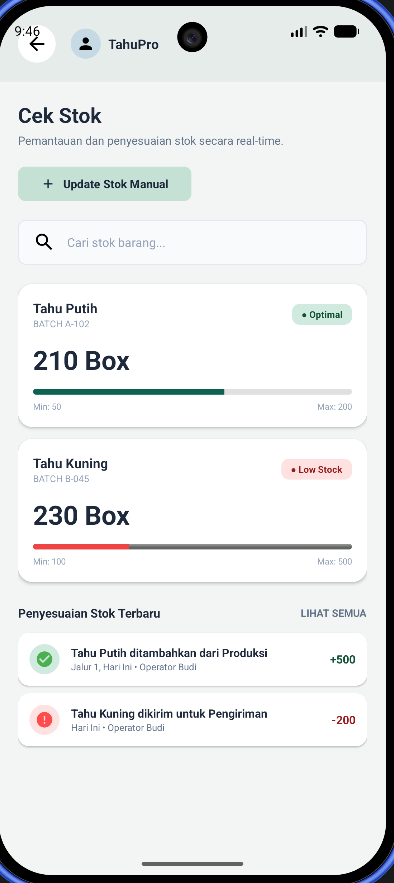 9:46
TahuPro
Cek Stok
Pemantauan dan penyesuaian stok secara real-time.
+ Update Stok Manual
Cari stok barang...
Tahu Putih
BATCH A-102
• Optimal
210 Box
Min: 50
Max: 200
Tahu Kuning
BATCH B-045
• Low Stock
230 Box
Min: 100
Max: 500
Penyesuaian Stok Terbaru
LIHAT SEMUA
Tahu Putih ditambahkan dari Produksi
Jalur 1, Hari Ini • Operator Budi
+500
Tahu Kuning dikirim untuk Pengiriman
Hari Ini • Operator Budi
-200